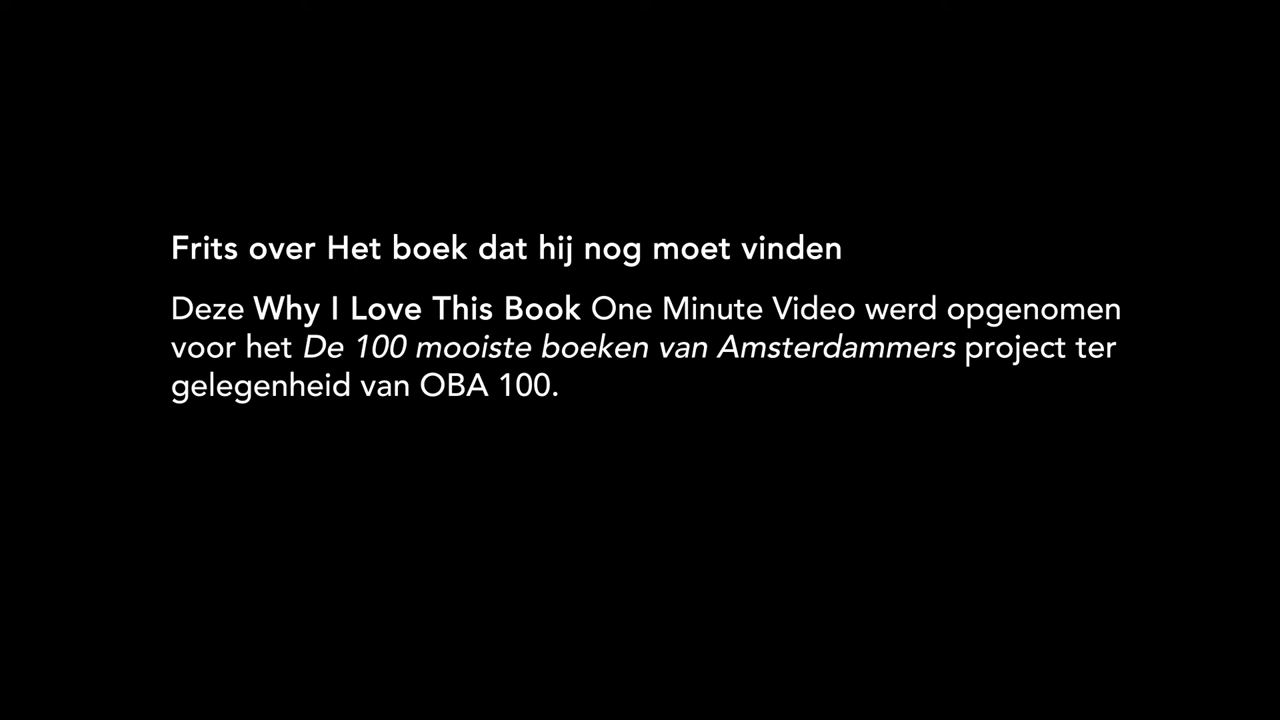 Frits over Het boek dat hij nog moet vinden
Deze Why I Love This Book One Minute Video werd opgenomen
voor het De 100 mooiste boeken van Amsterdammers project ter
gelegenheid van OBA 100.